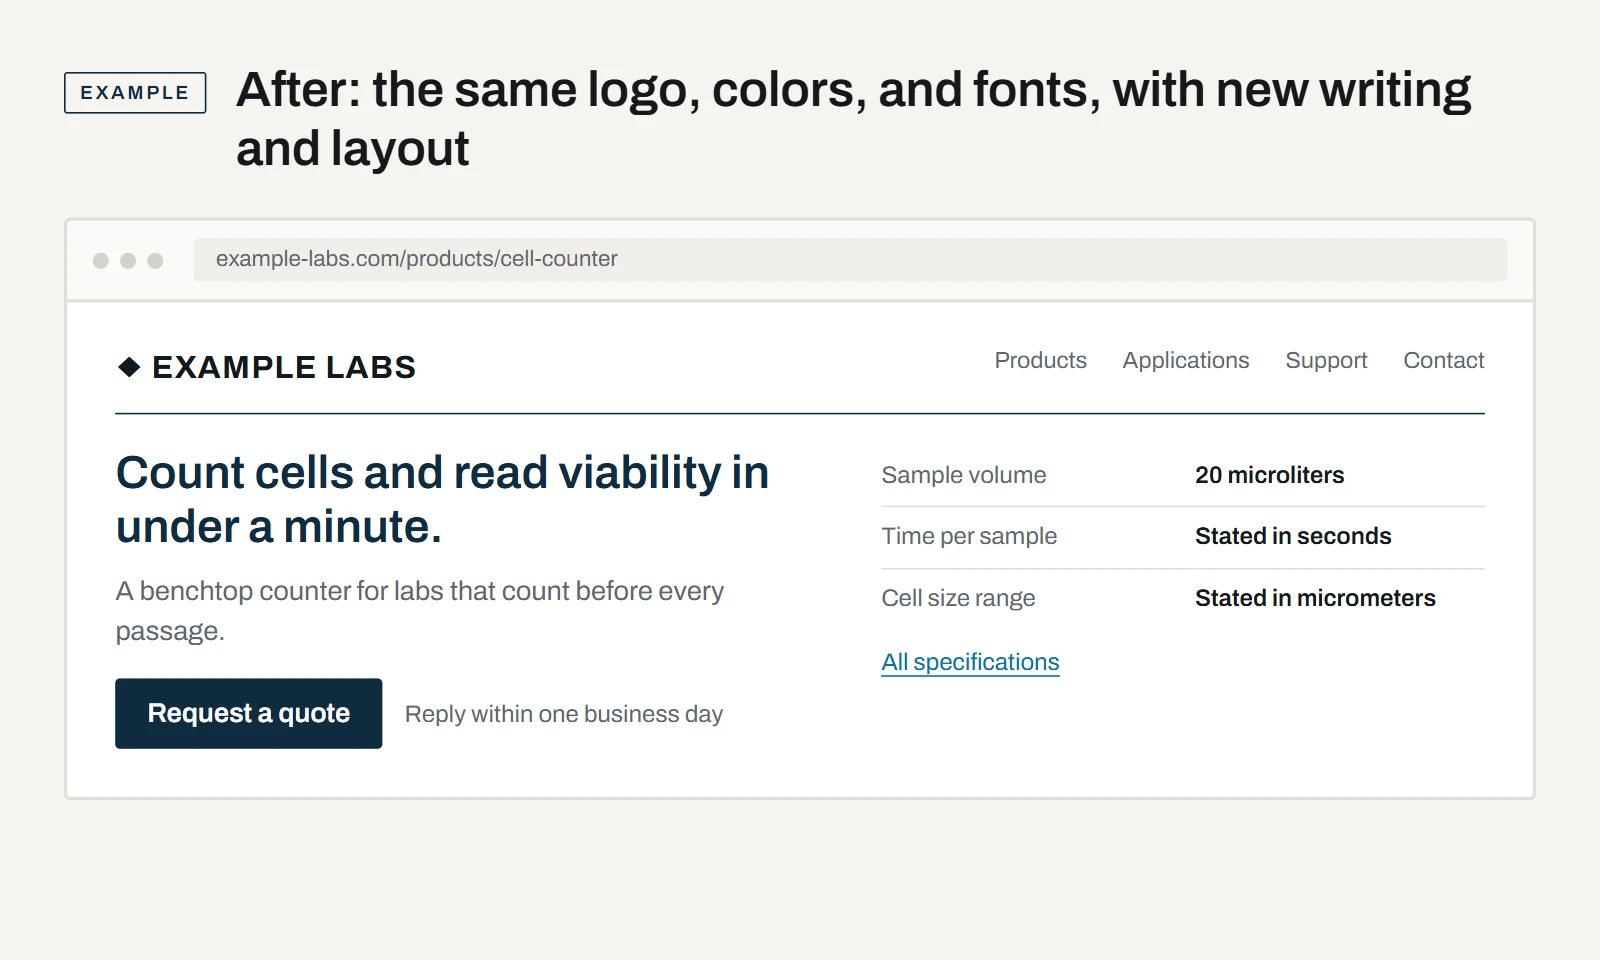 EXAMPLE
After: the same logo, colors, and fonts, with new writing
and layout
example-labs.com/products/cell-counter
EXAMPLE LABS
Products Applications Support Contact
Count cells and read viability in
under a minute.
A benchtop counter for labs that count before every
passage.
Request a quote
Reply within one business day
Sample volume 20 microliters
Time per sample Stated in seconds
Cell size range Stated in micrometers
All specifications